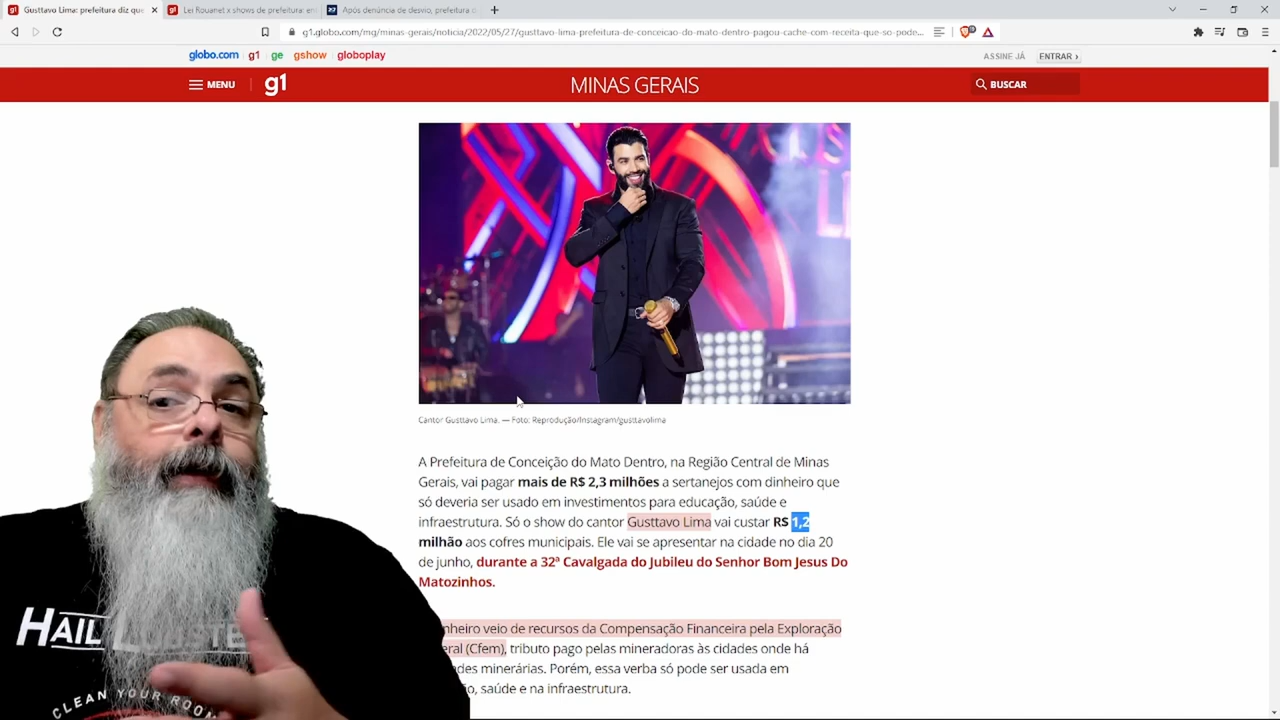 Gusttavo Lima: prefeitura diz que
Lei Rouanet x shows de prefeitura: en
Após denúncia de desvio, prefeitura o
g1.globo.com/mg/minas-gerais/noticia/2022/05/27/gusttavo-lima-prefeitura-de-conceicao-do-mato-dentro-pagou-cache-com-receita-que-so-pode...
globo.com g1 ge gshow globoplay
ASSINE JÁ ENTRAR ›
MENU g1 MINAS GERAIS BUSCAR
Cantor Gusttavo Lima. — Foto: Reprodução/Instagram/gusttavolima
A Prefeitura de Conceição do Mato Dentro, na Região Central de Minas
Gerais, vai pagar mais de R$ 2,3 milhões a sertanejos com dinheiro que
só deveria ser usado em investimentos para educação, saúde e
infraestrutura. Só o show do cantor Gusttavo Lima vai custar R$ 1,2
milhão aos cofres municipais. Ele vai se apresentar na cidade no dia 20
de junho, durante a 32ª Cavalgada do Jubileu do Senhor Bom Jesus Do
Matozinhos.
nheiro veio de recursos da Compensação Financeira pela Exploração
eral (Cfem), tributo pago pelas mineradoras às cidades onde há
dades minerárias. Porém, essa verba só pode ser usada em
ão, saúde e na infraestrutura.
HAIL
CLEAN YOUR ROOM